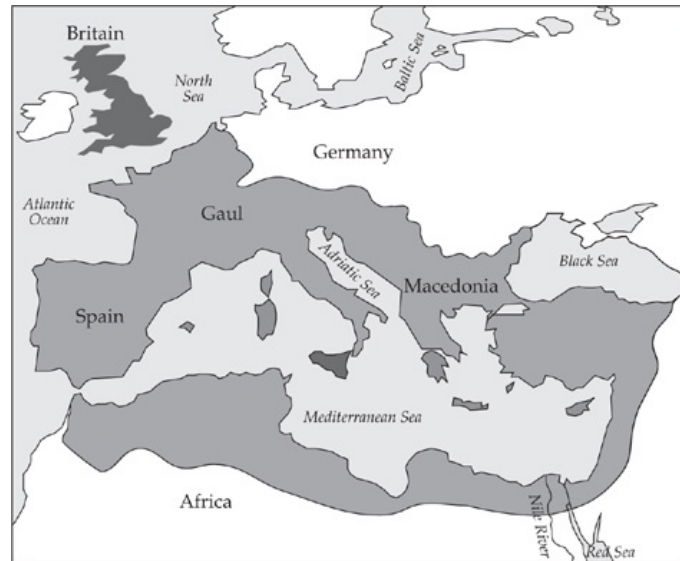 Britain
North
Sea
Baltic Sea
Germany
Atlantic
Ocean
Gaul
Adriatic Sea
Black Sea
Macedonia
Spain
Mediterranean Sea
Africa
Nile River
Red Sea